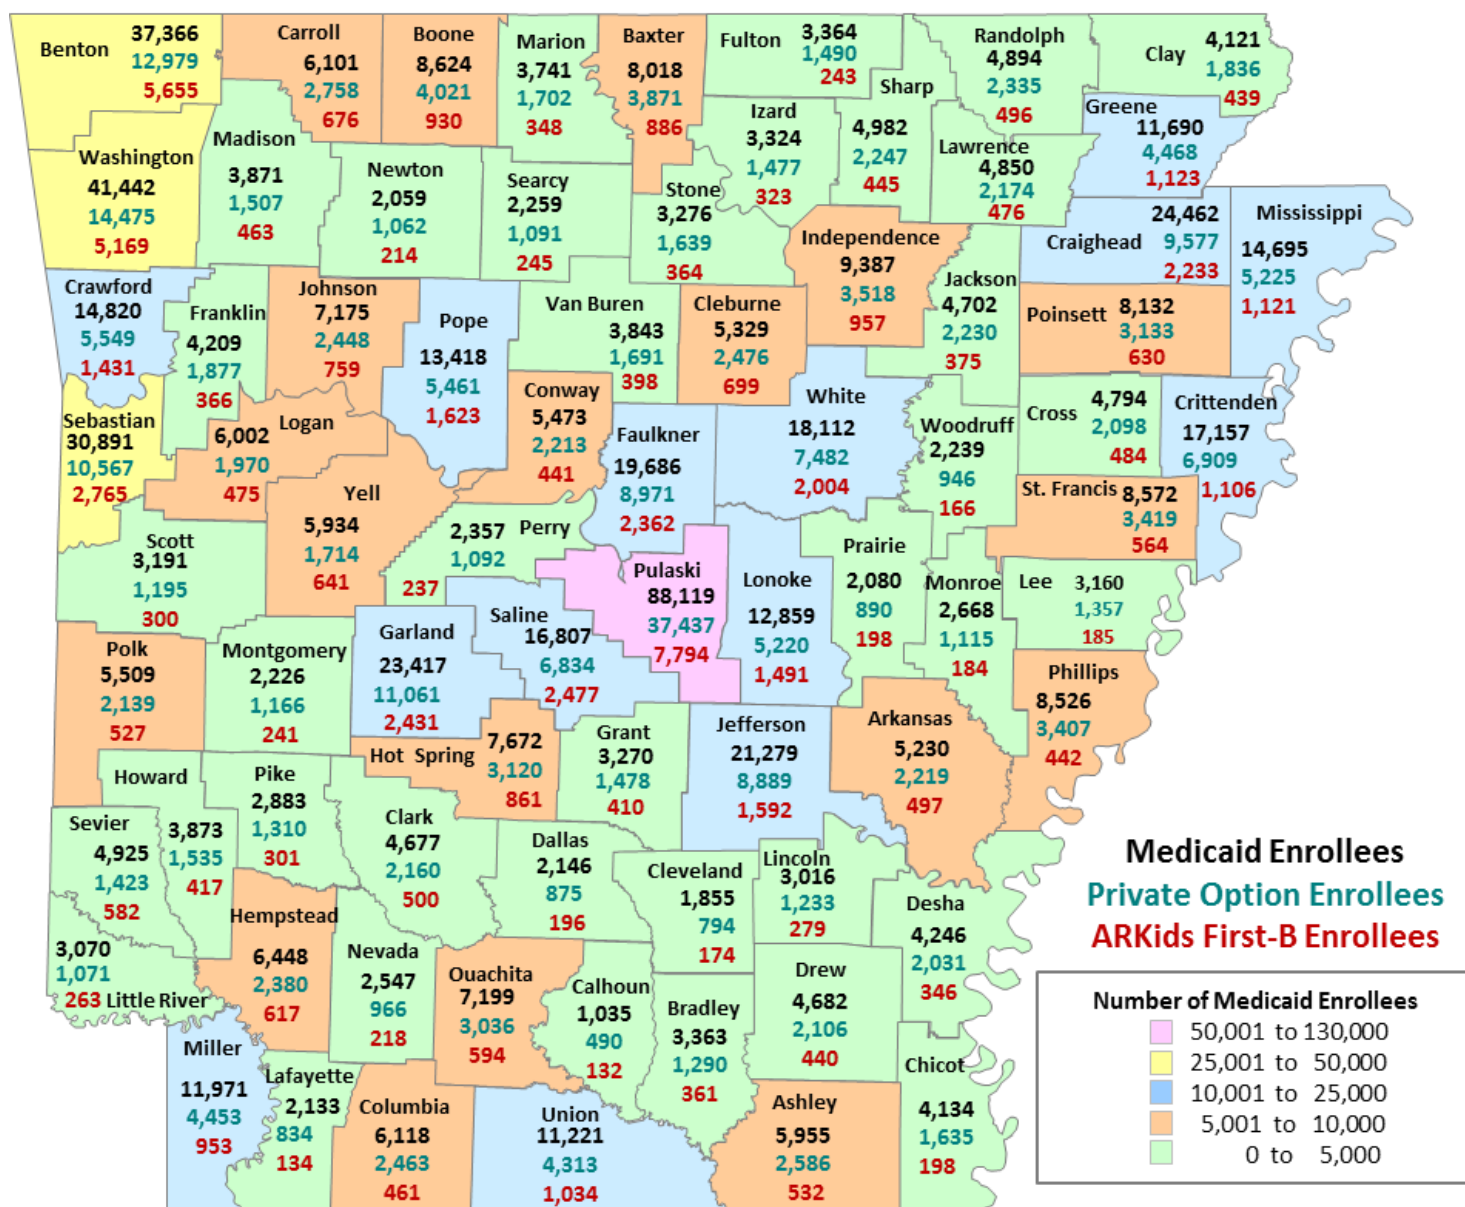 Benton
37,366
12,979
5,655
Carroll
6,101
2,758
676
Boone
8,624
4,021
930
Marion
3,741
1,702
348
Baxter
8,018
3,871
886
Fulton
3,364
1,490
243
Sharp
4,982
2,247
445
Randolph
4,894
2,335
496
Clay
4,121
1,836
439
Washington
41,442
14,475
5,169
Madison
3,871
1,507
463
Newton
2,059
1,062
214
Searcy
2,259
1,091
245
Stone
3,276
1,639
364
Izard
3,324
1,477
323
Lawrence
4,850
2,174
476
Greene
11,690
4,468
1,123
Craighead
24,462
9,577
2,233
Mississippi
14,695
5,225
1,121
Crawford
14,820
5,549
1,431
Franklin
4,209
1,877
366
Johnson
7,175
2,448
759
Pope
13,418
5,461
1,623
Van Buren
3,843
1,691
398
Cleburne
5,329
2,476
699
Independence
9,387
3,518
957
Jackson
4,702
2,230
375
Poinsett
8,132
3,133
630
Sebastian
30,891
10,567
2,765
Logan
6,002
1,970
475
Conway
5,473
2,213
441
Faulkner
19,686
8,971
2,362
White
18,112
7,482
2,004
Woodruff
2,239
946
166
Cross
4,794
2,098
484
Crittenden
17,157
6,909
1,106
St. Francis
8,572
3,419
564
Scott
3,191
1,195
300
Yell
5,934
1,714
641
Perry
2,357
1,092
237
Pulaski
88,119
37,437
7,794
Lonoke
12,859
5,220
1,491
Prairie
2,080
890
198
Monroe
2,668
1,115
184
Lee
3,160
1,357
185
Polk
5,509
2,139
527
Montgomery
2,226
1,166
241
Garland
23,417
11,061
2,431
Saline
16,807
6,834
2,477
Phillips
8,526
3,407
442
Hot Spring
7,672
3,120
861
Grant
3,270
1,478
410
Jefferson
21,279
8,889
1,592
Arkansas
5,230
2,219
497
Howard
3,873
1,535
417
Pike
2,883
1,310
301
Clark
4,677
2,160
500
Sevier
4,925
1,423
582
Dallas
2,146
875
196
Cleveland
1,855
794
174
Lincoln
3,016
1,233
279
Desha
4,246
2,031
346
Hempstead
6,448
2,380
617
Nevada
2,547
966
218
Little River
3,070
1,071
263
Ouachita
7,199
3,036
594
Calhoun
1,035
490
132
Bradley
3,363
1,290
361
Drew
4,682
2,106
440
Miller
11,971
4,453
953
Lafayette
2,133
834
134
Columbia
6,118
2,463
461
Union
11,221
4,313
1,034
Ashley
5,955
2,586
532
Chicot
4,134
1,635
198
Medicaid Enrollees
Private Option Enrollees
ARKids First-B Enrollees
Number of Medicaid Enrollees
50,001 to 130,000
25,001 to 50,000
10,001 to 25,000
5,001 to 10,000
0 to 5,000